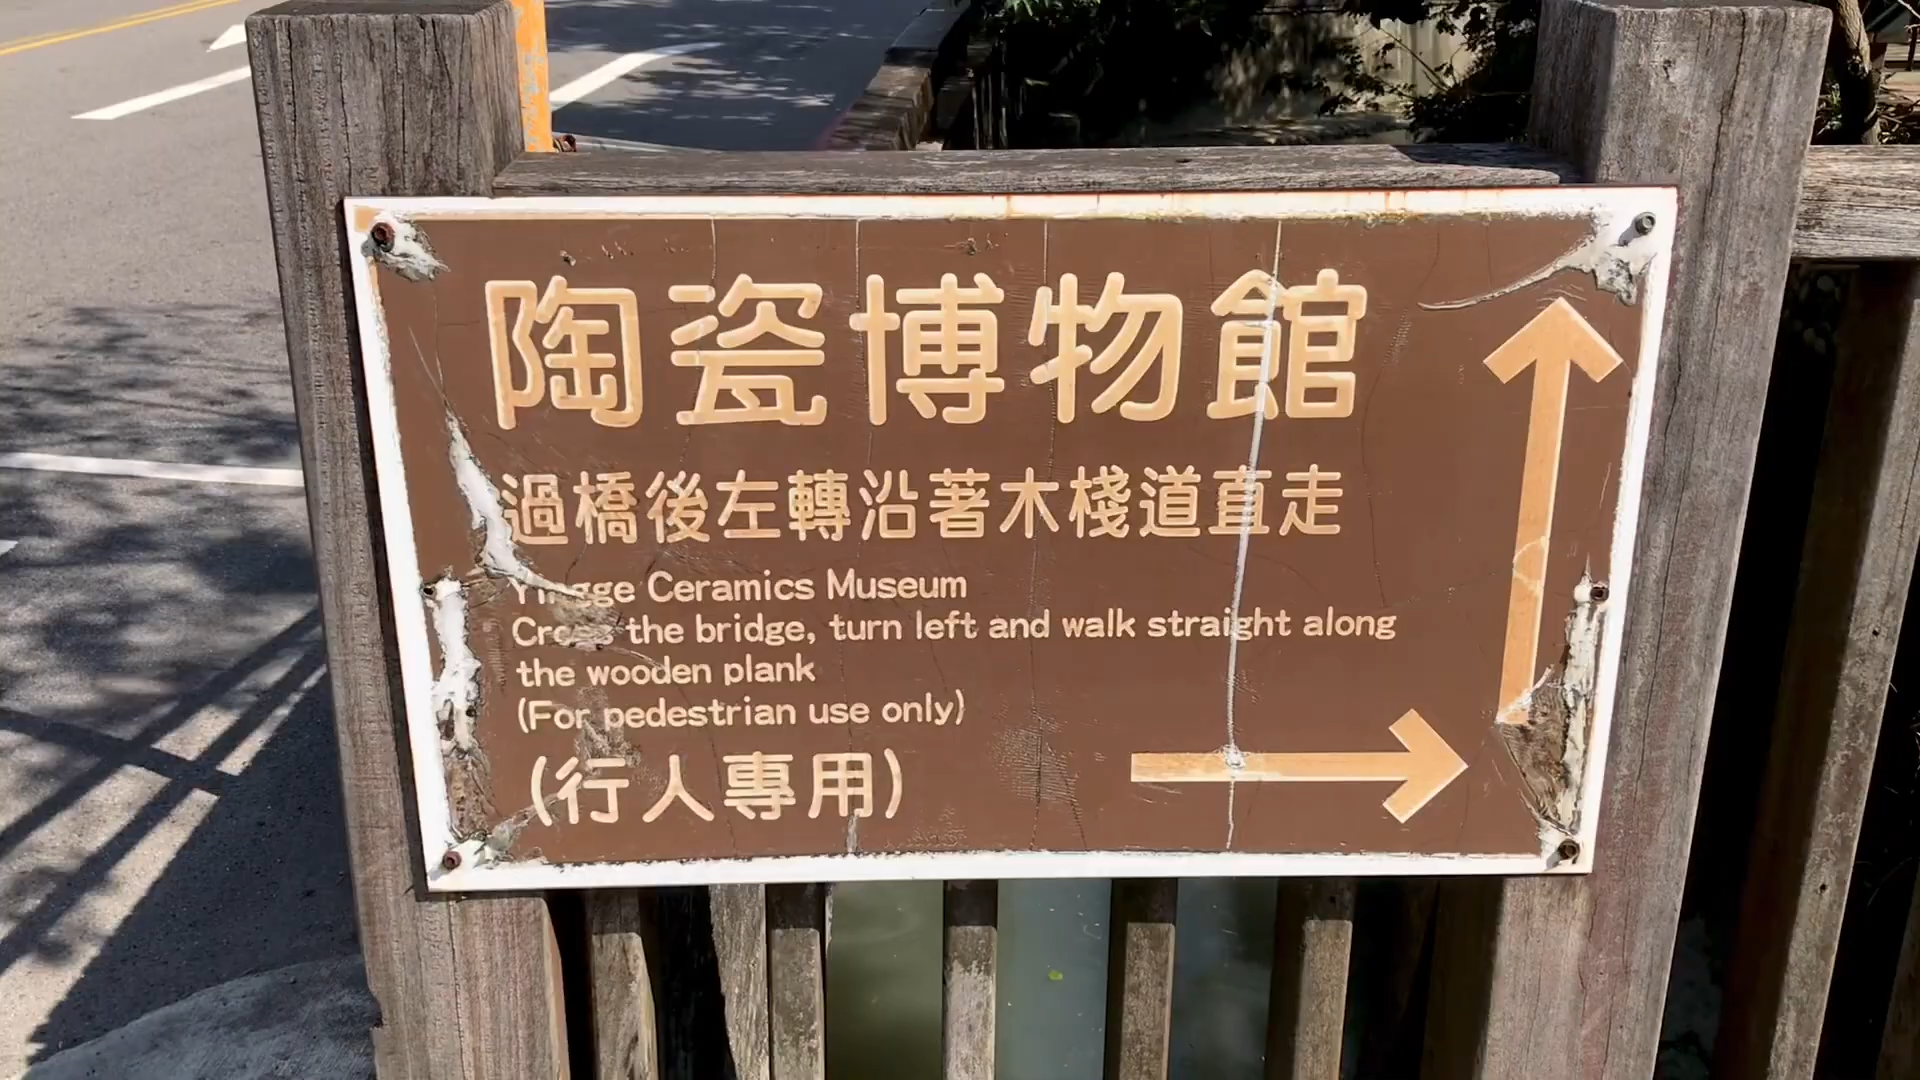 陶瓷博物館
過橋後左轉沿著木棧道直走
Yingge Ceramics Museum
Cross the bridge, turn left and walk straight along
the wooden plank
(For pedestrian use only)
(行人專用)